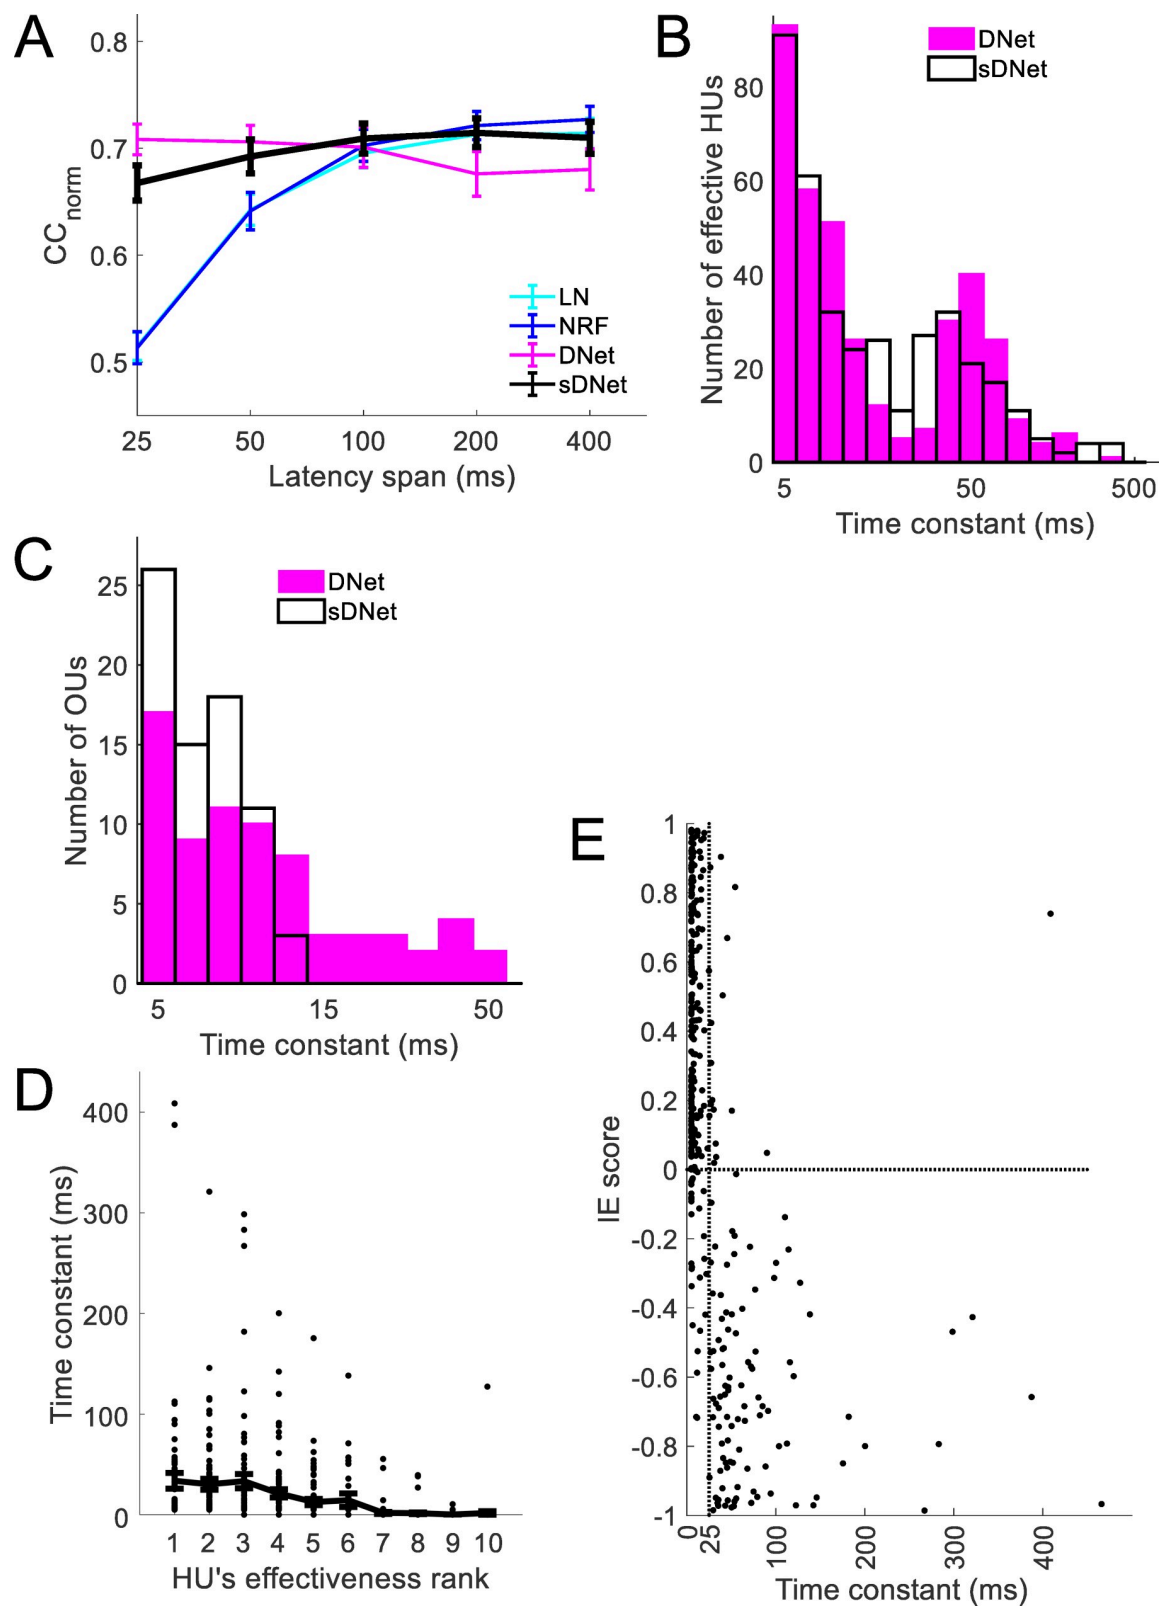 A
0.8
0.7
0.6
0.5
CCnorm
LN
NRF
DNet
sDNet
25 50 100 200 400
Latency span (ms)
B
DNet
sDNet
80
60
40
20
0
Number of effective HUs
5 50 500
Time constant (ms)
C
DNet
sDNet
25
20
15
10
5
0
Number of OUs
5 15 50
Time constant (ms)
D
400
300
200
100
0
Time constant (ms)
1 2 3 4 5 6 7 8 9 10
HU's effectiveness rank
E
1
0.8
0.6
0.4
0.2
0
-0.2
-0.4
-0.6
-0.8
-1
IE score
0 25 100 200 300 400
Time constant (ms)